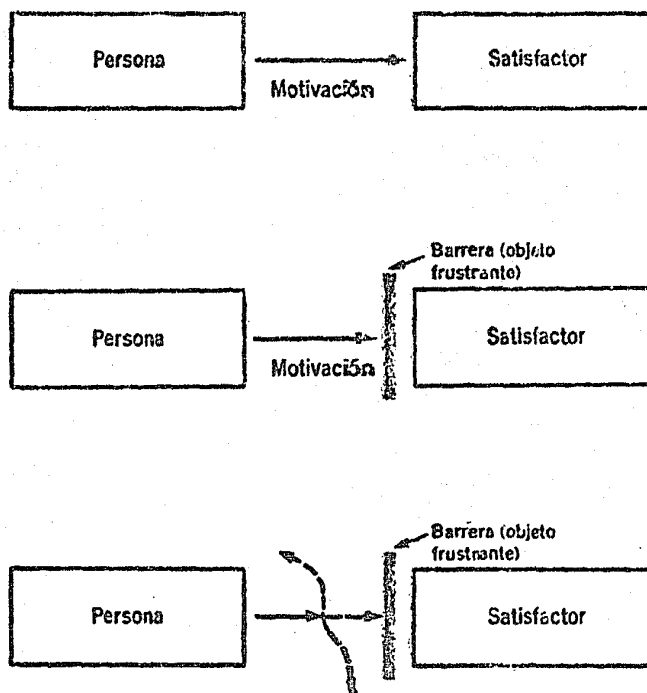 Persona
Satisfactor
Motivación
Barrera (objeto
frustrante)
Persona
Satisfactor
Motivación
Barrera (objeto
frustrante)
Persona
Satisfactor